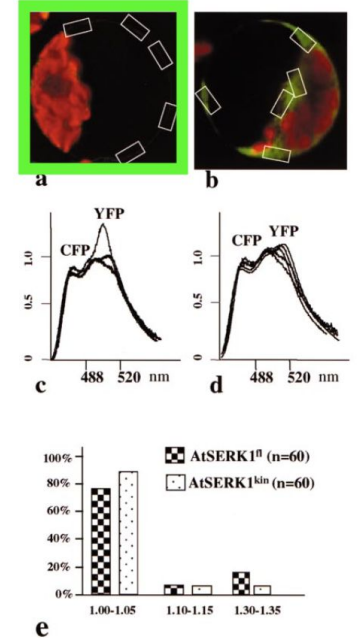 a
b
YFP
CFP
1.0
0.5
0
488 520 nm
c
YFP
CFP
1.0
0.5
0
488 520 nm
d
100%
80%
60%
40%
20%
0%
AtSERK1fl (n=60)
AtSERK1kin (n=60)
1.00-1.05 1.10-1.15 1.30-1.35
e